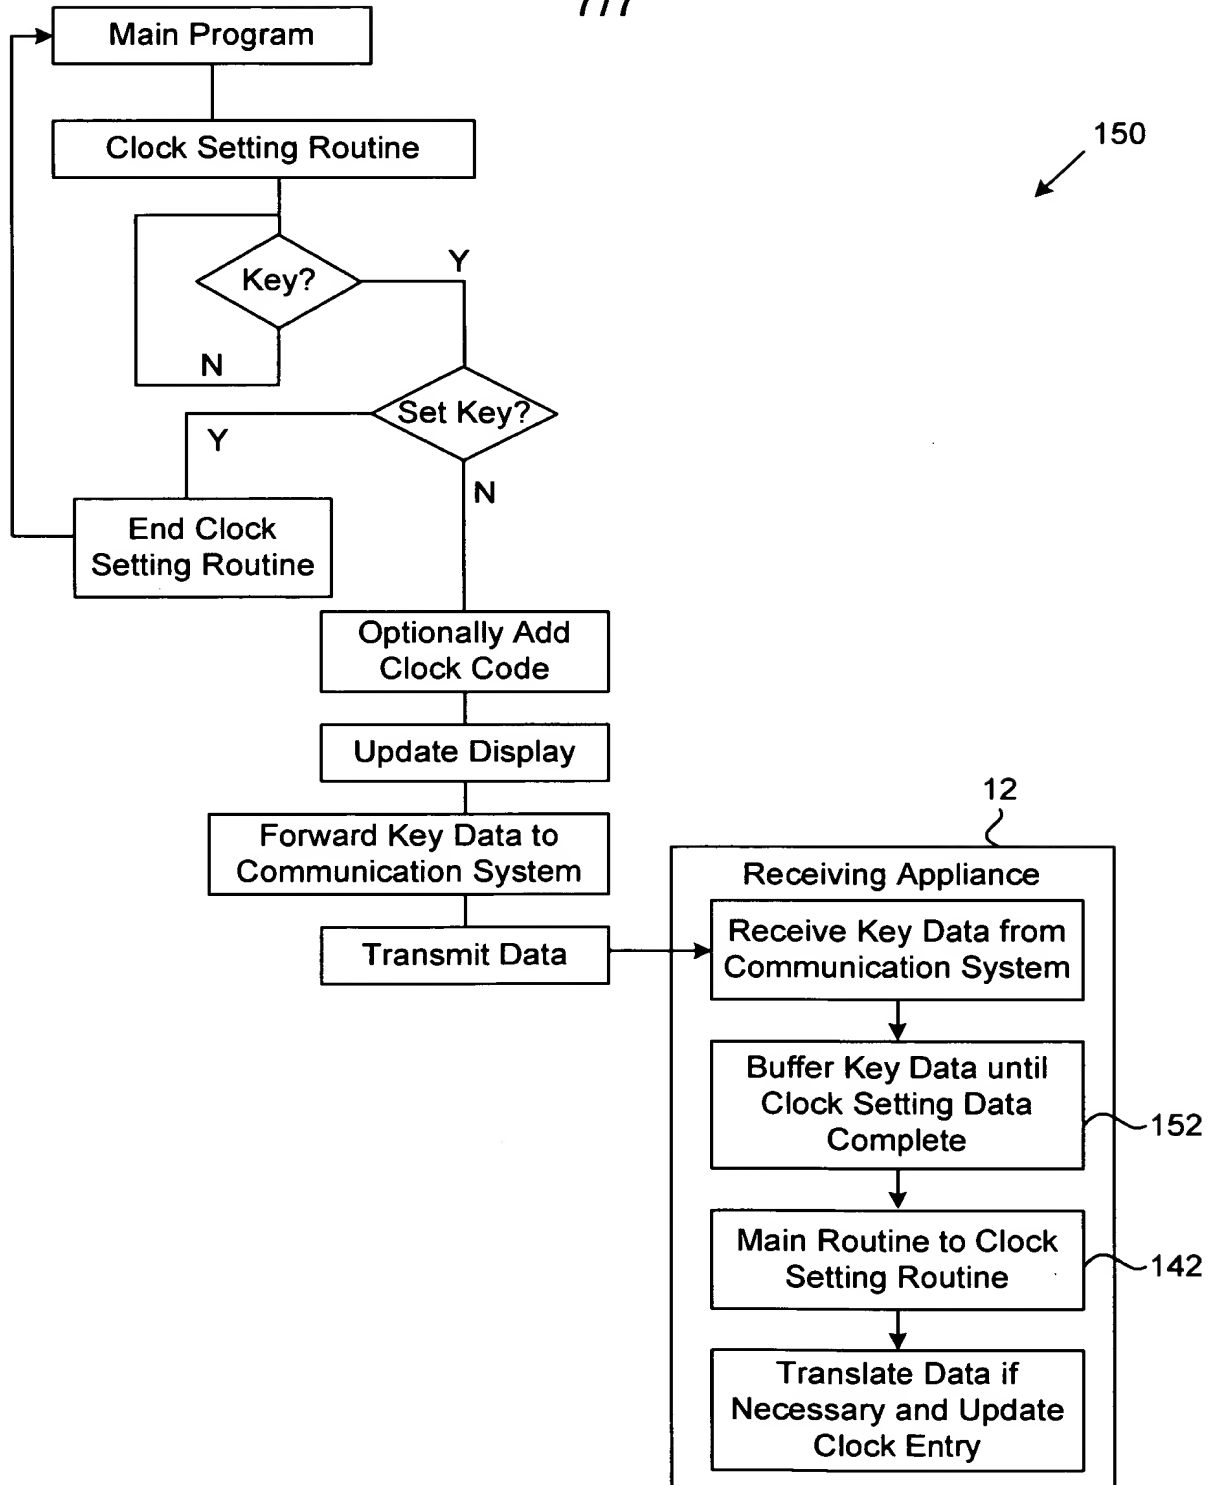 7/7
Main Program
Clock Setting Routine
150
Key?
Y
N
Set Key?
Y
N
End Clock
Setting Routine
Optionally Add
Clock Code
Update Display
Forward Key Data to
Communication System
Transmit Data
12
Receiving Appliance
Receive Key Data from
Communication System
Buffer Key Data until
Clock Setting Data
Complete
152
Main Routine to Clock
Setting Routine
142
Translate Data if
Necessary and Update
Clock Entry